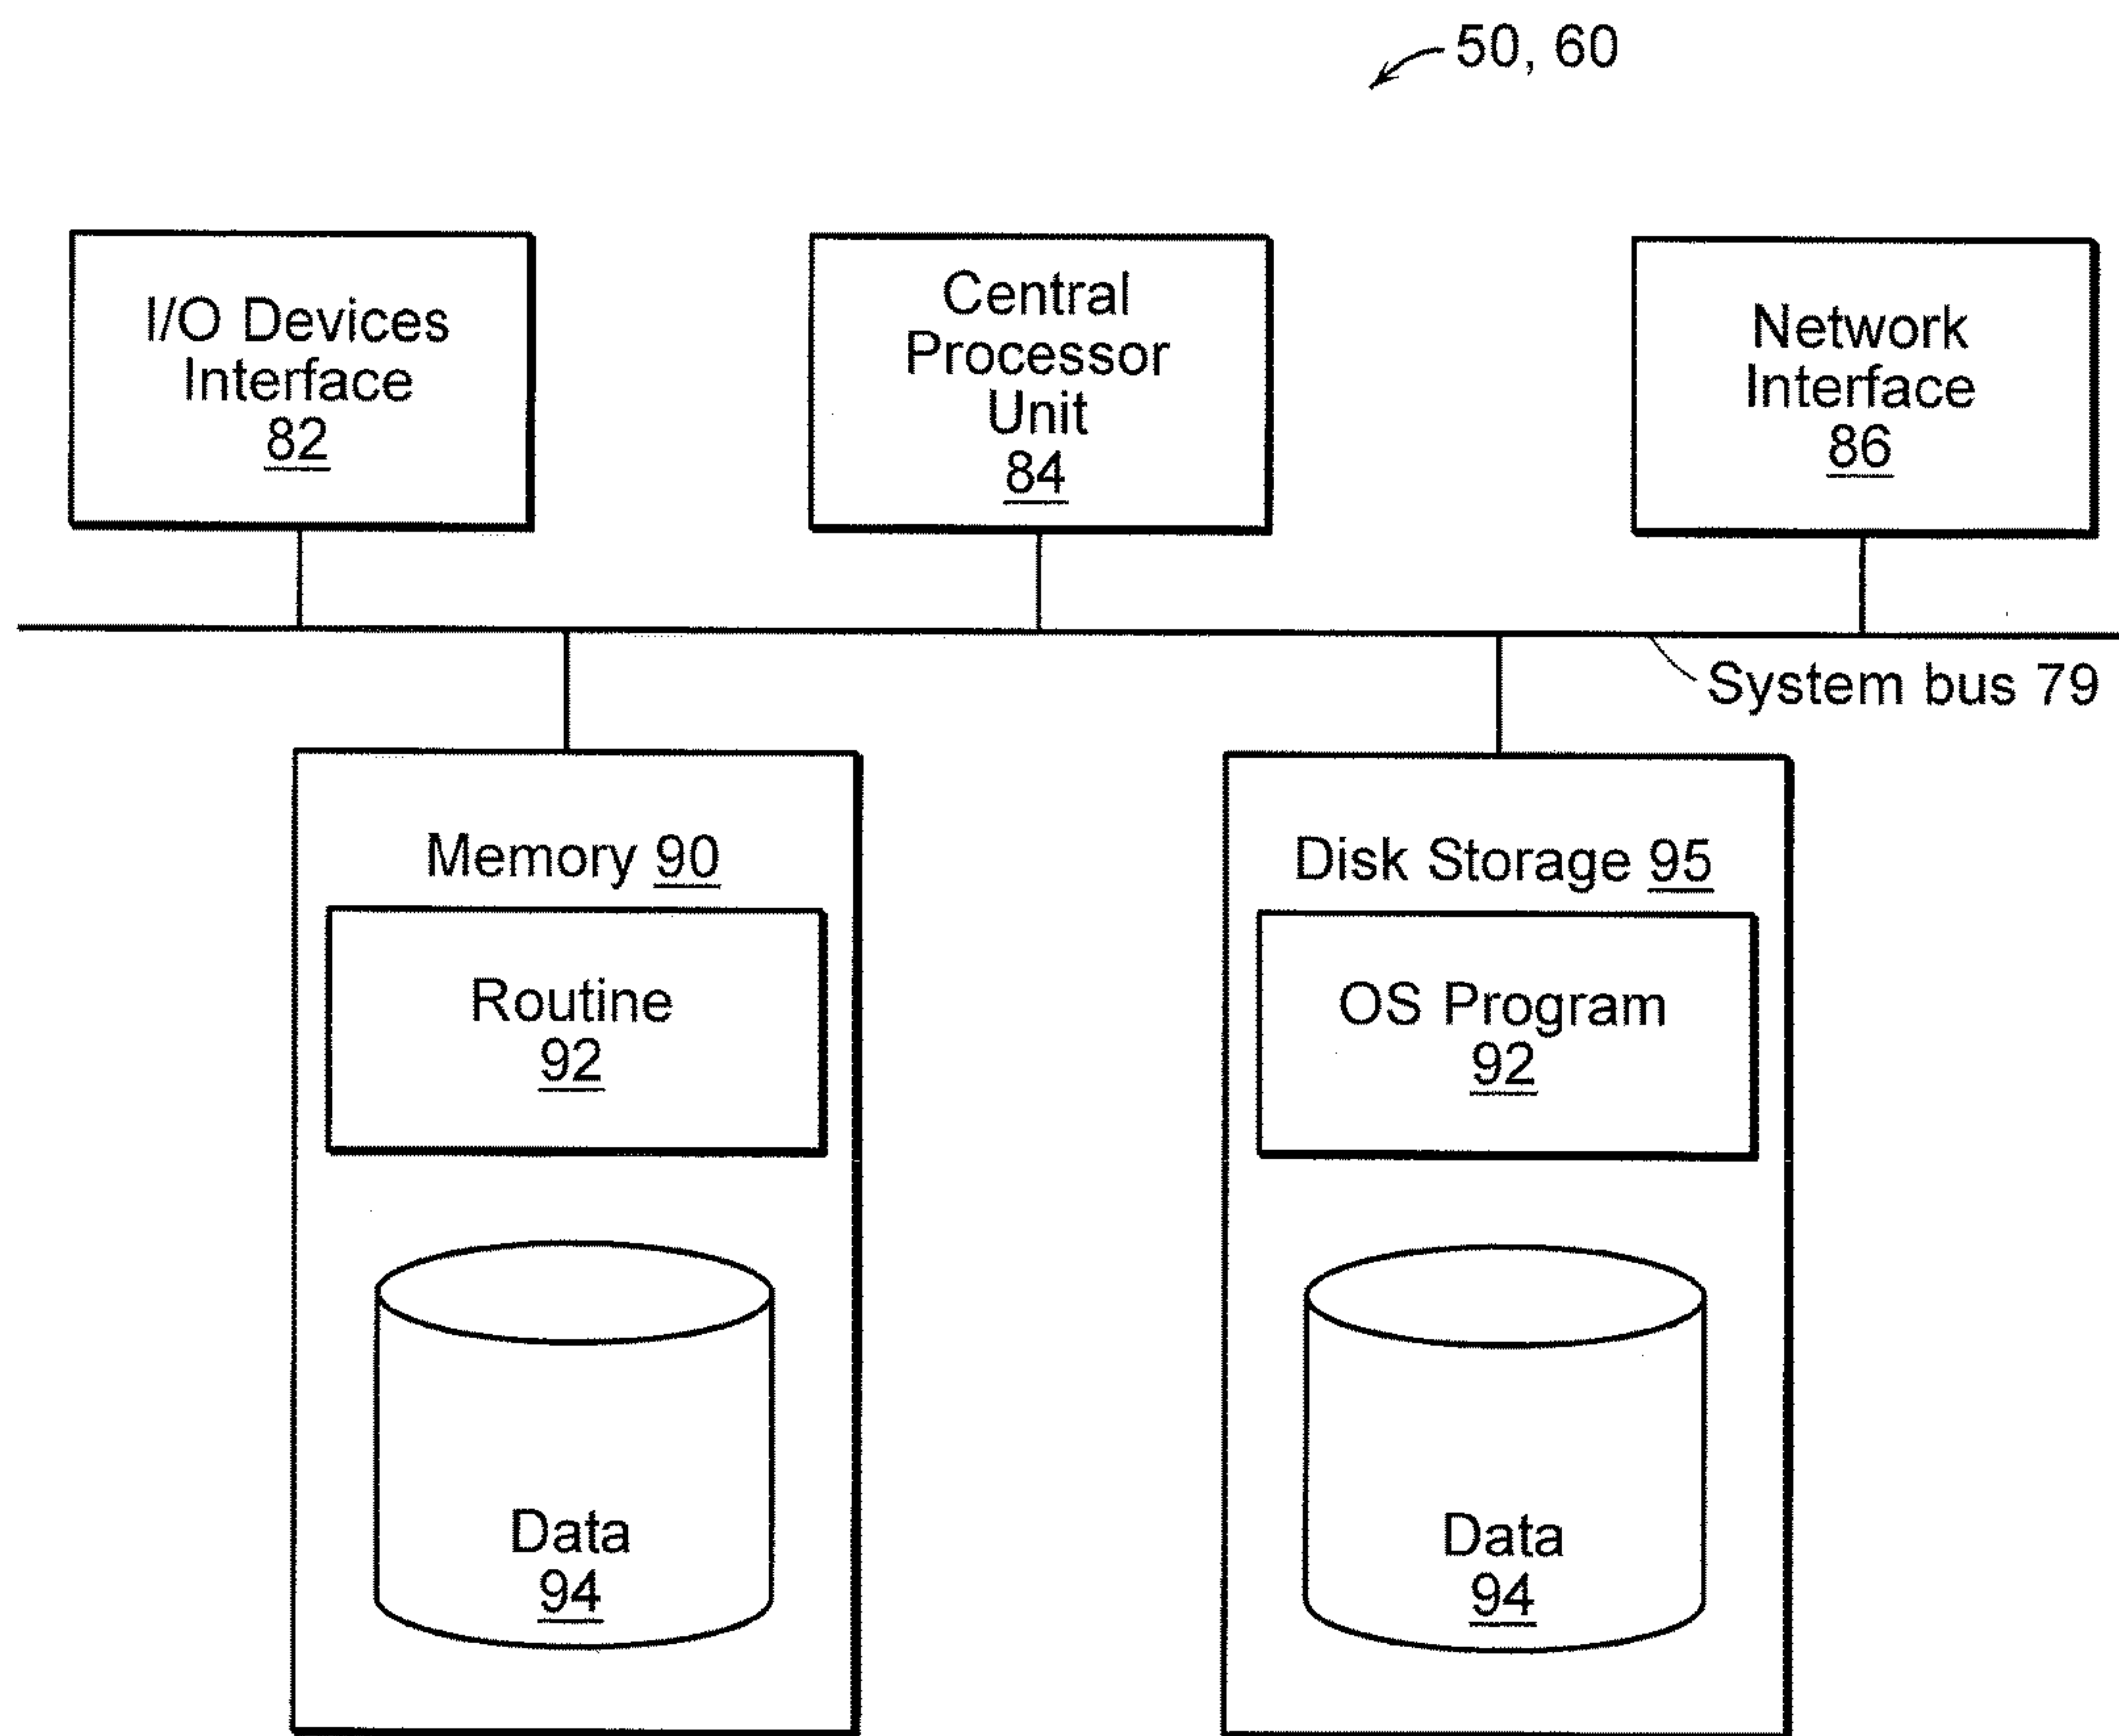 50, 60
I/O Devices
Interface
82
Central
Processor
Unit
84
Network
Interface
86
System bus 79
Memory 90
Routine
92
Data
94
Disk Storage 95
OS Program
92
Data
94